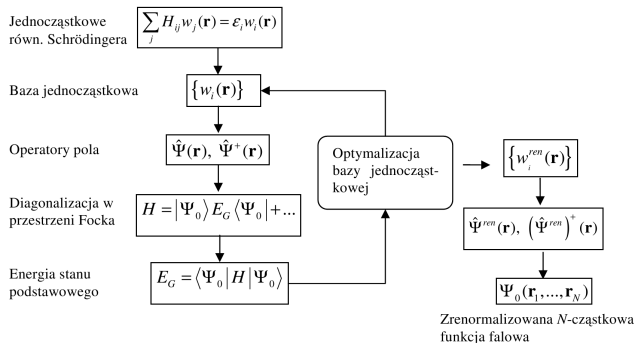 Jednocząstkowe
równ. Schrödingera
∑_j H_{ij} w_j(𝐫) = ε_i w_i(𝐫)
Baza jednocząstkowa
{w_i(𝐫)}
Operatory pola
Ψ̂(𝐫), Ψ̂⁺(𝐫)
Diagonalizacja w
przestrzeni Focka
H = |Ψ_0⟩ E_G ⟨Ψ_0| + ...
Energia stanu
podstawowego
E_G = ⟨Ψ_0|H|Ψ_0⟩
Optymalizacja
bazy jednocząst-
kowej
{w_i^{ren}(𝐫)}
Ψ̂^{ren}(𝐫), (Ψ̂^{ren})⁺(𝐫)
Ψ_0(𝐫_1,...,𝐫_N)
Zrenormalizowana N-cząstkowa
funkcja falowa